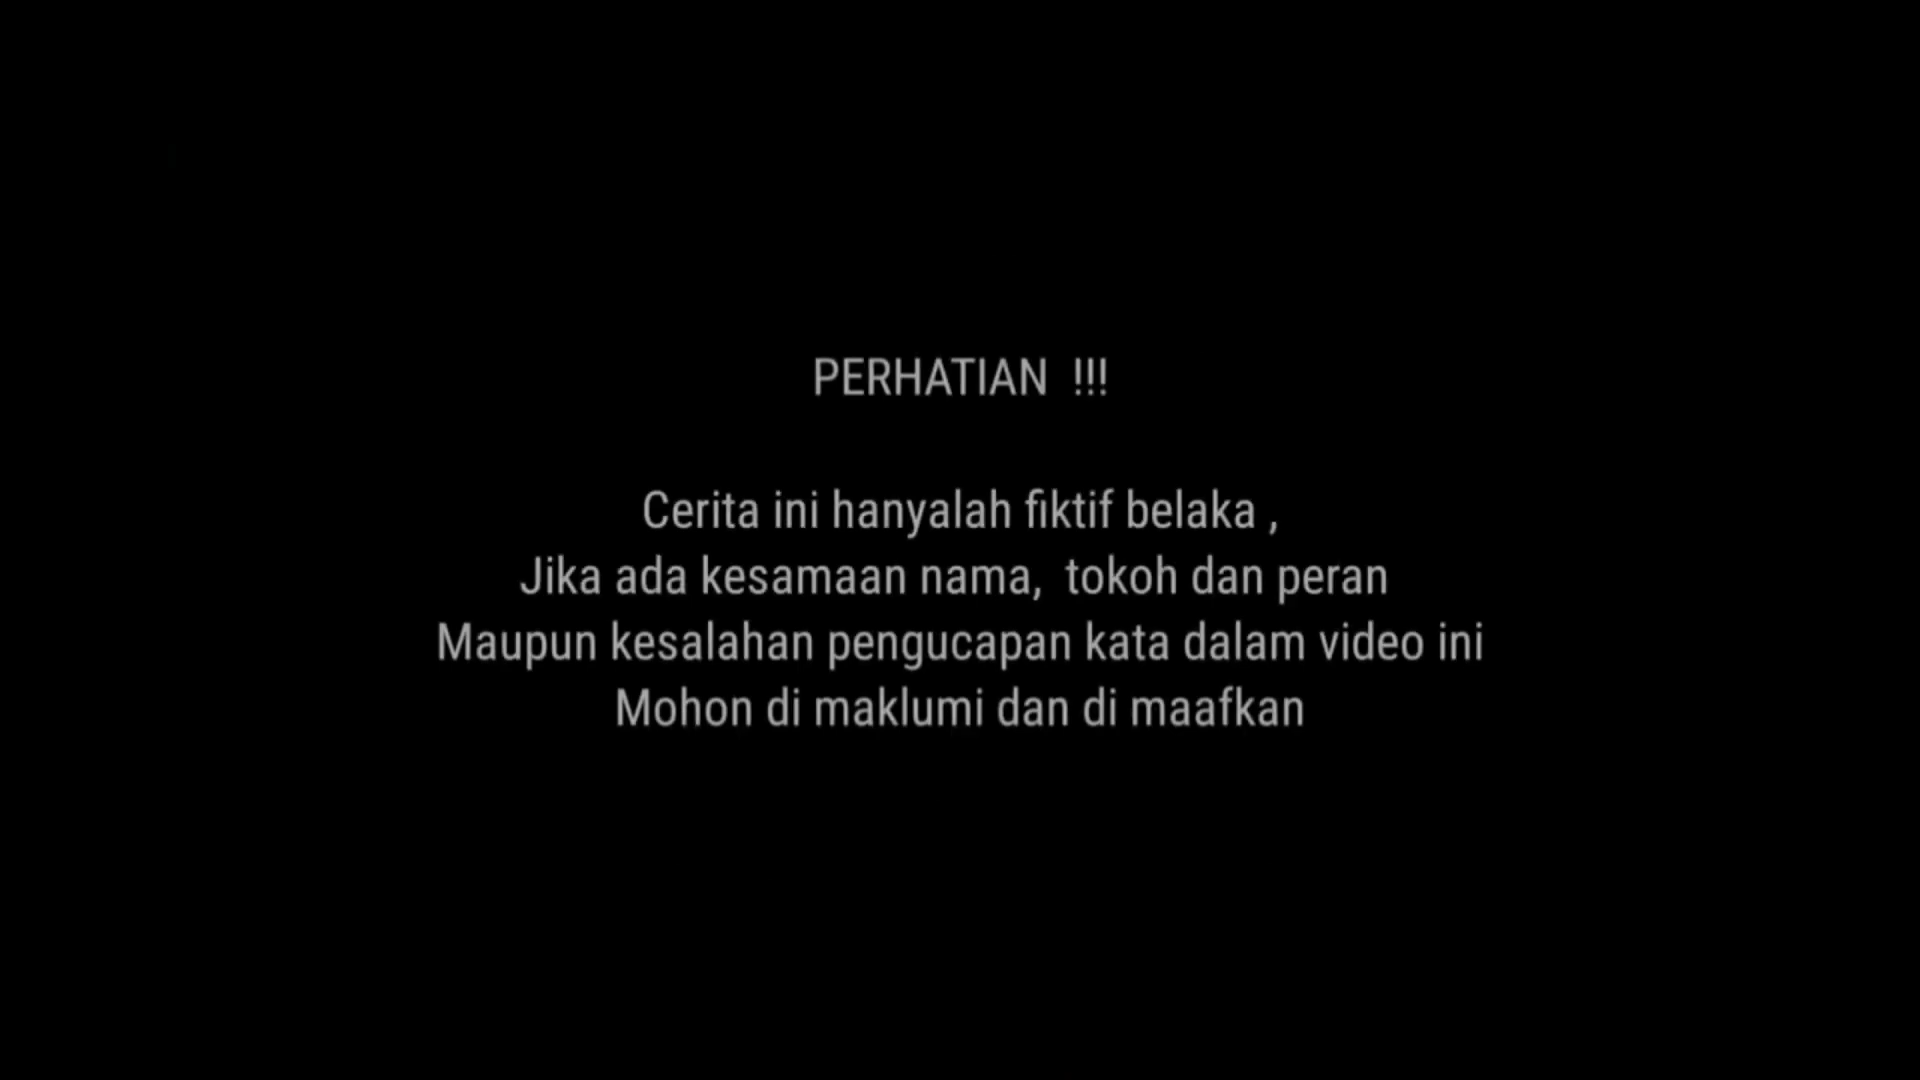 PERHATIAN  !!!
Cerita ini hanyalah fiktif belaka ,
Jika ada kesamaan nama,  tokoh dan peran
Maupun kesalahan pengucapan kata dalam video ini
Mohon di maklumi dan di maafkan